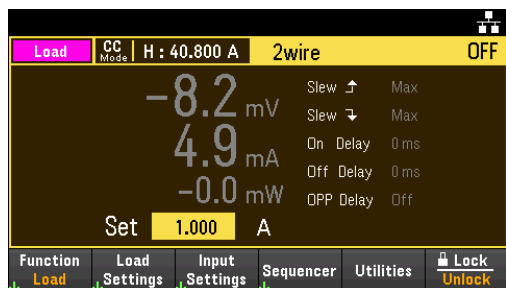 Load CC Mode H : 40.800 A 2wire OFF
-8.2 mV
4.9 mA
-0.0 mW
Slew Max
Slew Max
On Delay 0 ms
Off Delay 0 ms
OPP Delay Off
Set 1.000 A
Function Load
Load Settings
Input Settings
Sequencer
Utilities
Lock Unlock